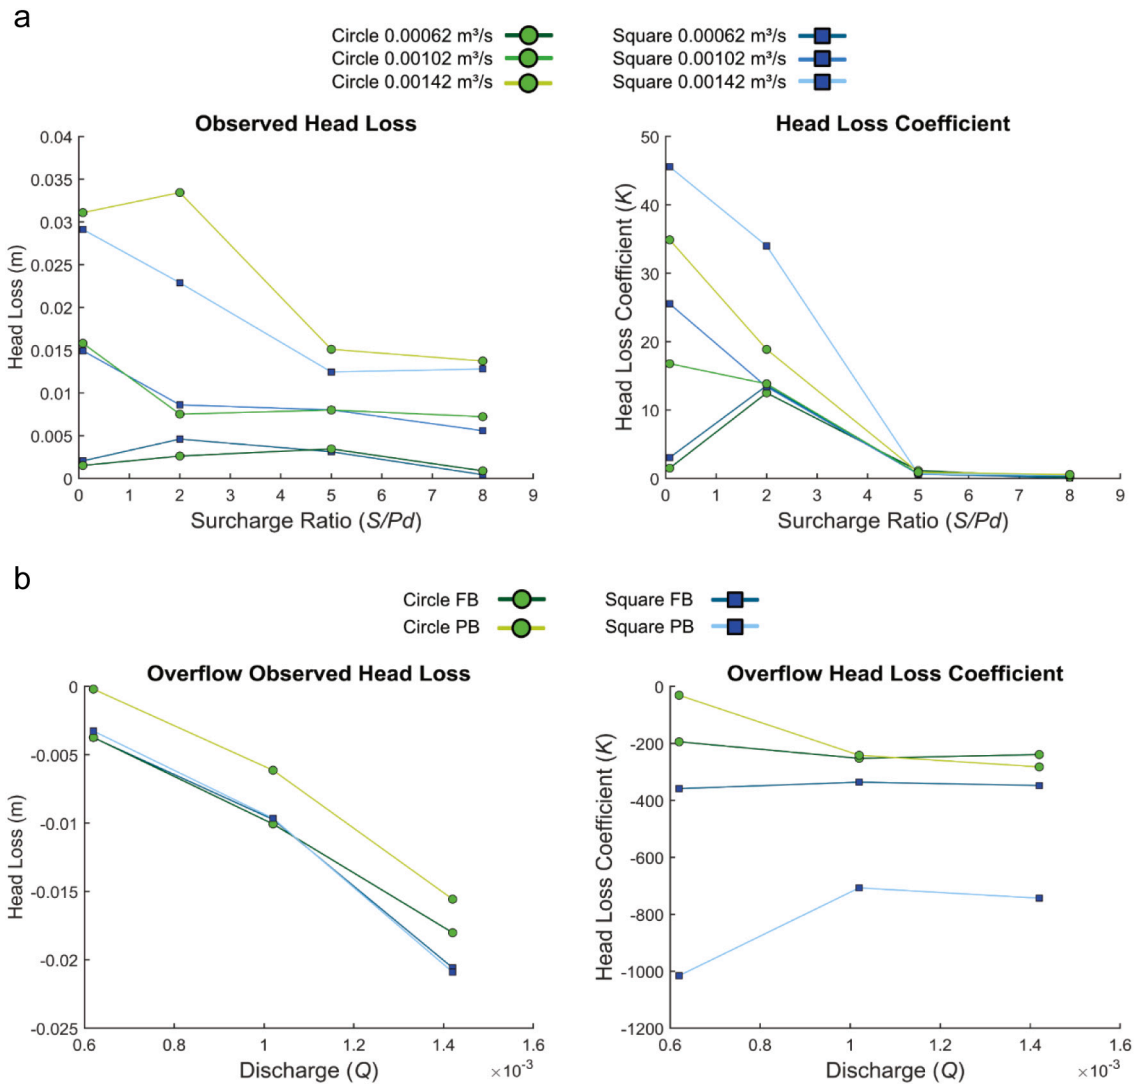 a
Circle 0.00062 m³/s
Circle 0.00102 m³/s
Circle 0.00142 m³/s
Square 0.00062 m³/s
Square 0.00102 m³/s
Square 0.00142 m³/s
Observed Head Loss
0.04
0.035
0.03
0.025
0.02
0.015
0.01
0.005
0
Head Loss (m)
0 1 2 3 4 5 6 7 8 9
Surcharge Ratio (S/Pd)
Head Loss Coefficient
50
40
30
20
10
0
Head Loss Coefficient (K)
0 1 2 3 4 5 6 7 8 9
Surcharge Ratio (S/Pd)
b
Circle FB
Circle PB
Square FB
Square PB
Overflow Observed Head Loss
0
-0.005
-0.01
-0.015
-0.02
-0.025
Head Loss (m)
0.6 0.8 1 1.2 1.4 1.6
Discharge (Q)
×10⁻³
Overflow Head Loss Coefficient
0
-200
-400
-600
-800
-1000
-1200
Head Loss Coefficient (K)
0.6 0.8 1 1.2 1.4 1.6
Discharge (Q)
×10⁻³